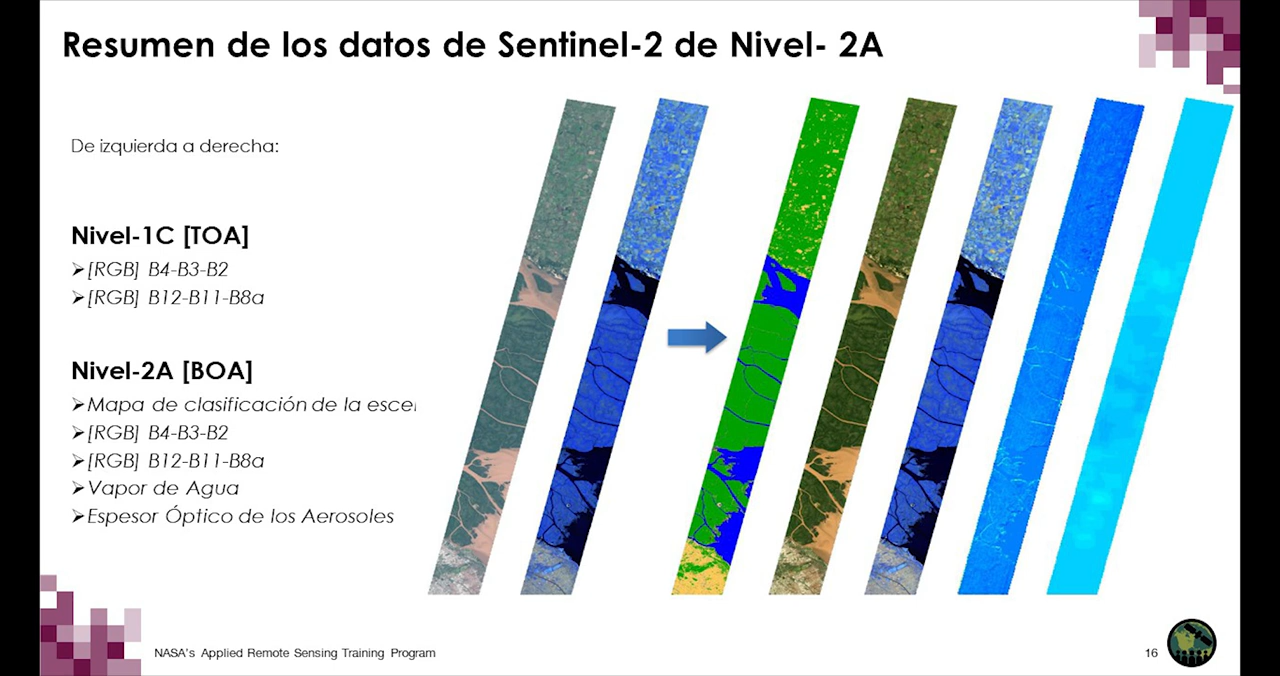 Resumen de los datos de Sentinel-2 de Nivel- 2A
De izquierda a derecha:
Nivel-1C [TOA]
➢[RGB] B4-B3-B2
➢[RGB] B12-B11-B8a
Nivel-2A [BOA]
➢Mapa de clasificación de la
➢[RGB] B4-B3-B2
➢[RGB] B12-B11-B8a
➢Vapor de Agua
➢Espesor Óptico de los Aerosoles
NASA's Applied Remote Sensing Training Program
16